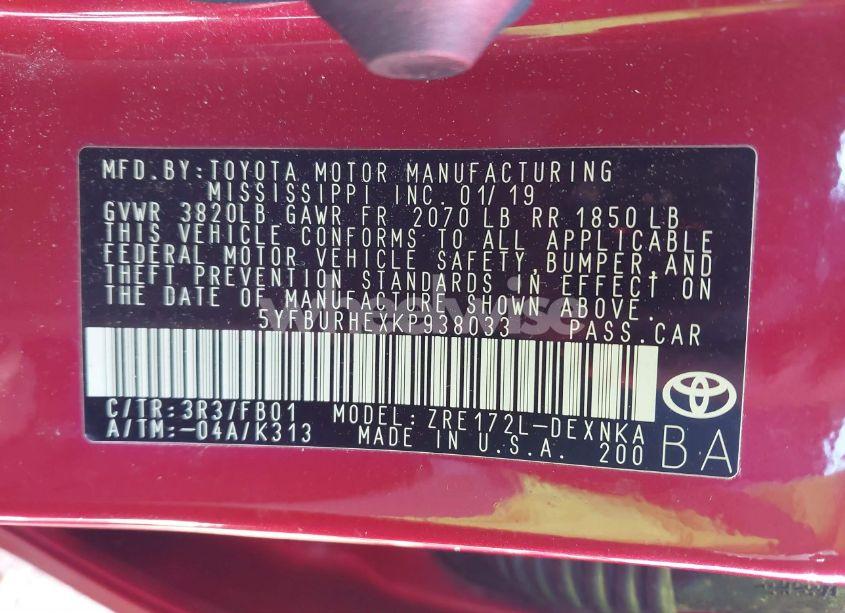 MFD.BY:TOYOTA MOTOR MANUFACTURING
MISSISSIPPI INC. 01/19
GVWR 3820LB GAWR FR 2070 LB RR 1850 LB
THIS VEHICLE CONFORMS TO ALL APPLICABLE
FEDERAL MOTOR VEHICLE SAFETY,BUMPER,AND
THEFT PREVENTION STANDARDS IN EFFECT ON
THE DATE OF MANUFACTURE SHOWN ABOVE.
5YFBURHEXKP938033 PASS.CAR
C/TR:3R3/FB01 MODEL:ZRE172L-DEXNKA
A/TM:-04A/K313 MADE IN U.S.A. 200
BA